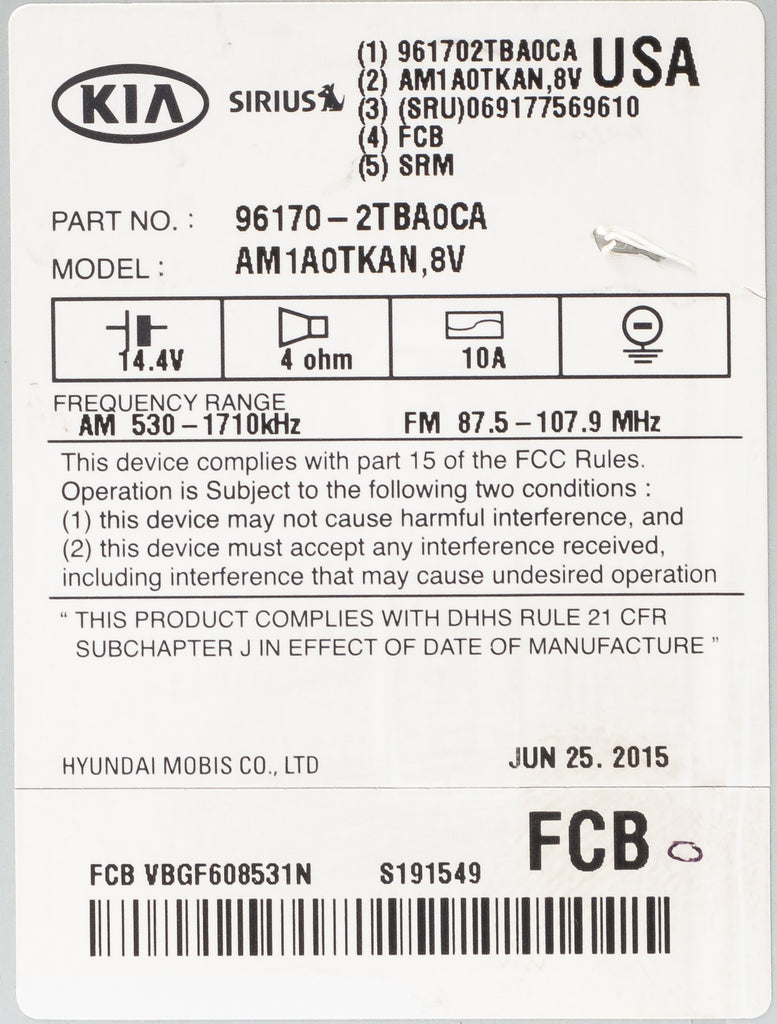 KIA SIRIUS
(1) 961702TBA0CA USA
(2) AM1A0TKAN,8V
(3) (SRU)069177569610
(4) FCB
(5) SRM
PART NO. : 96170-2TBA0CA
MODEL : AM1A0TKAN,8V
14.4V 4 ohm 10A
FREQUENCY RANGE
AM 530-1710kHz FM 87.5-107.9 MHz
This device complies with part 15 of the FCC Rules.
Operation is Subject to the following two conditions :
(1) this device may not cause harmful interference, and
(2) this device must accept any interference received,
including interference that may cause undesired operation
“ THIS PRODUCT COMPLIES WITH DHHS RULE 21 CFR
SUBCHAPTER J IN EFFECT OF DATE OF MANUFACTURE ”
HYUNDAI MOBIS CO., LTD JUN 25. 2015
FCB
FCB VBGF608531N S191549